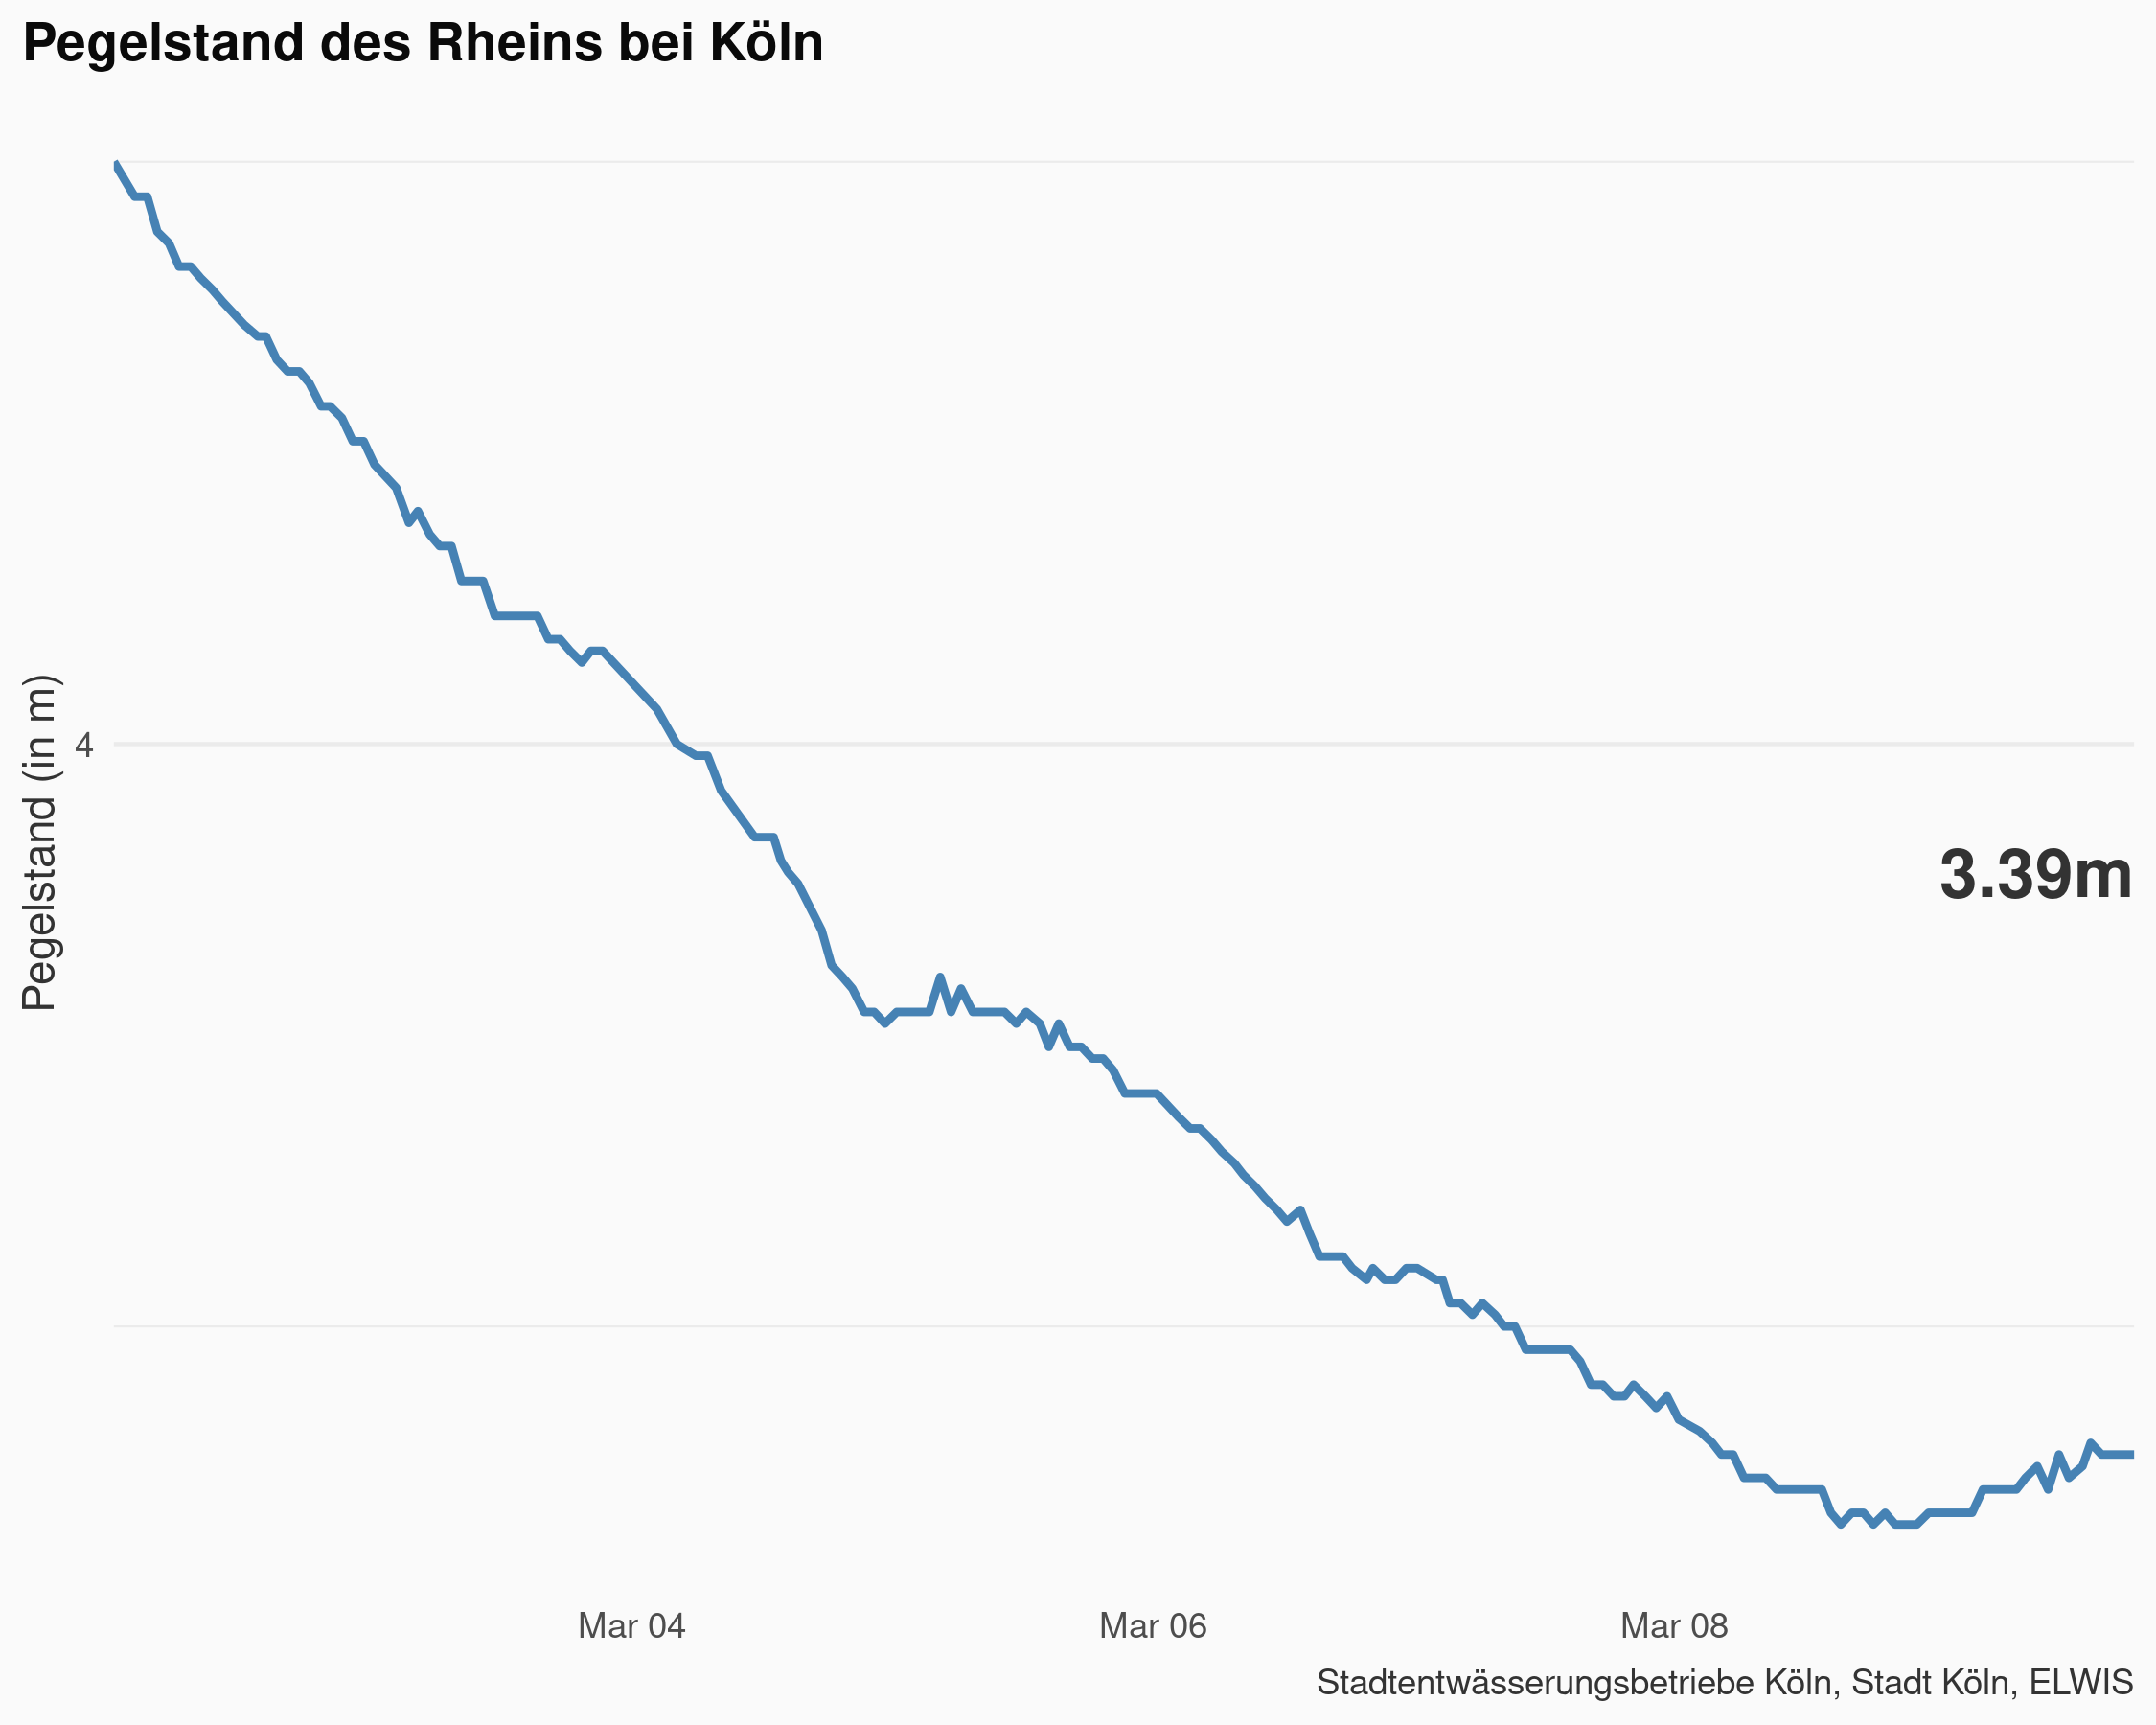 Pegelstand des Rheins bei Köln
Pegelstand (in m)
4
3.39m
Mar 04
Mar 06
Mar 08
Stadtentwässerungsbetriebe Köln, Stadt Köln, ELWIS